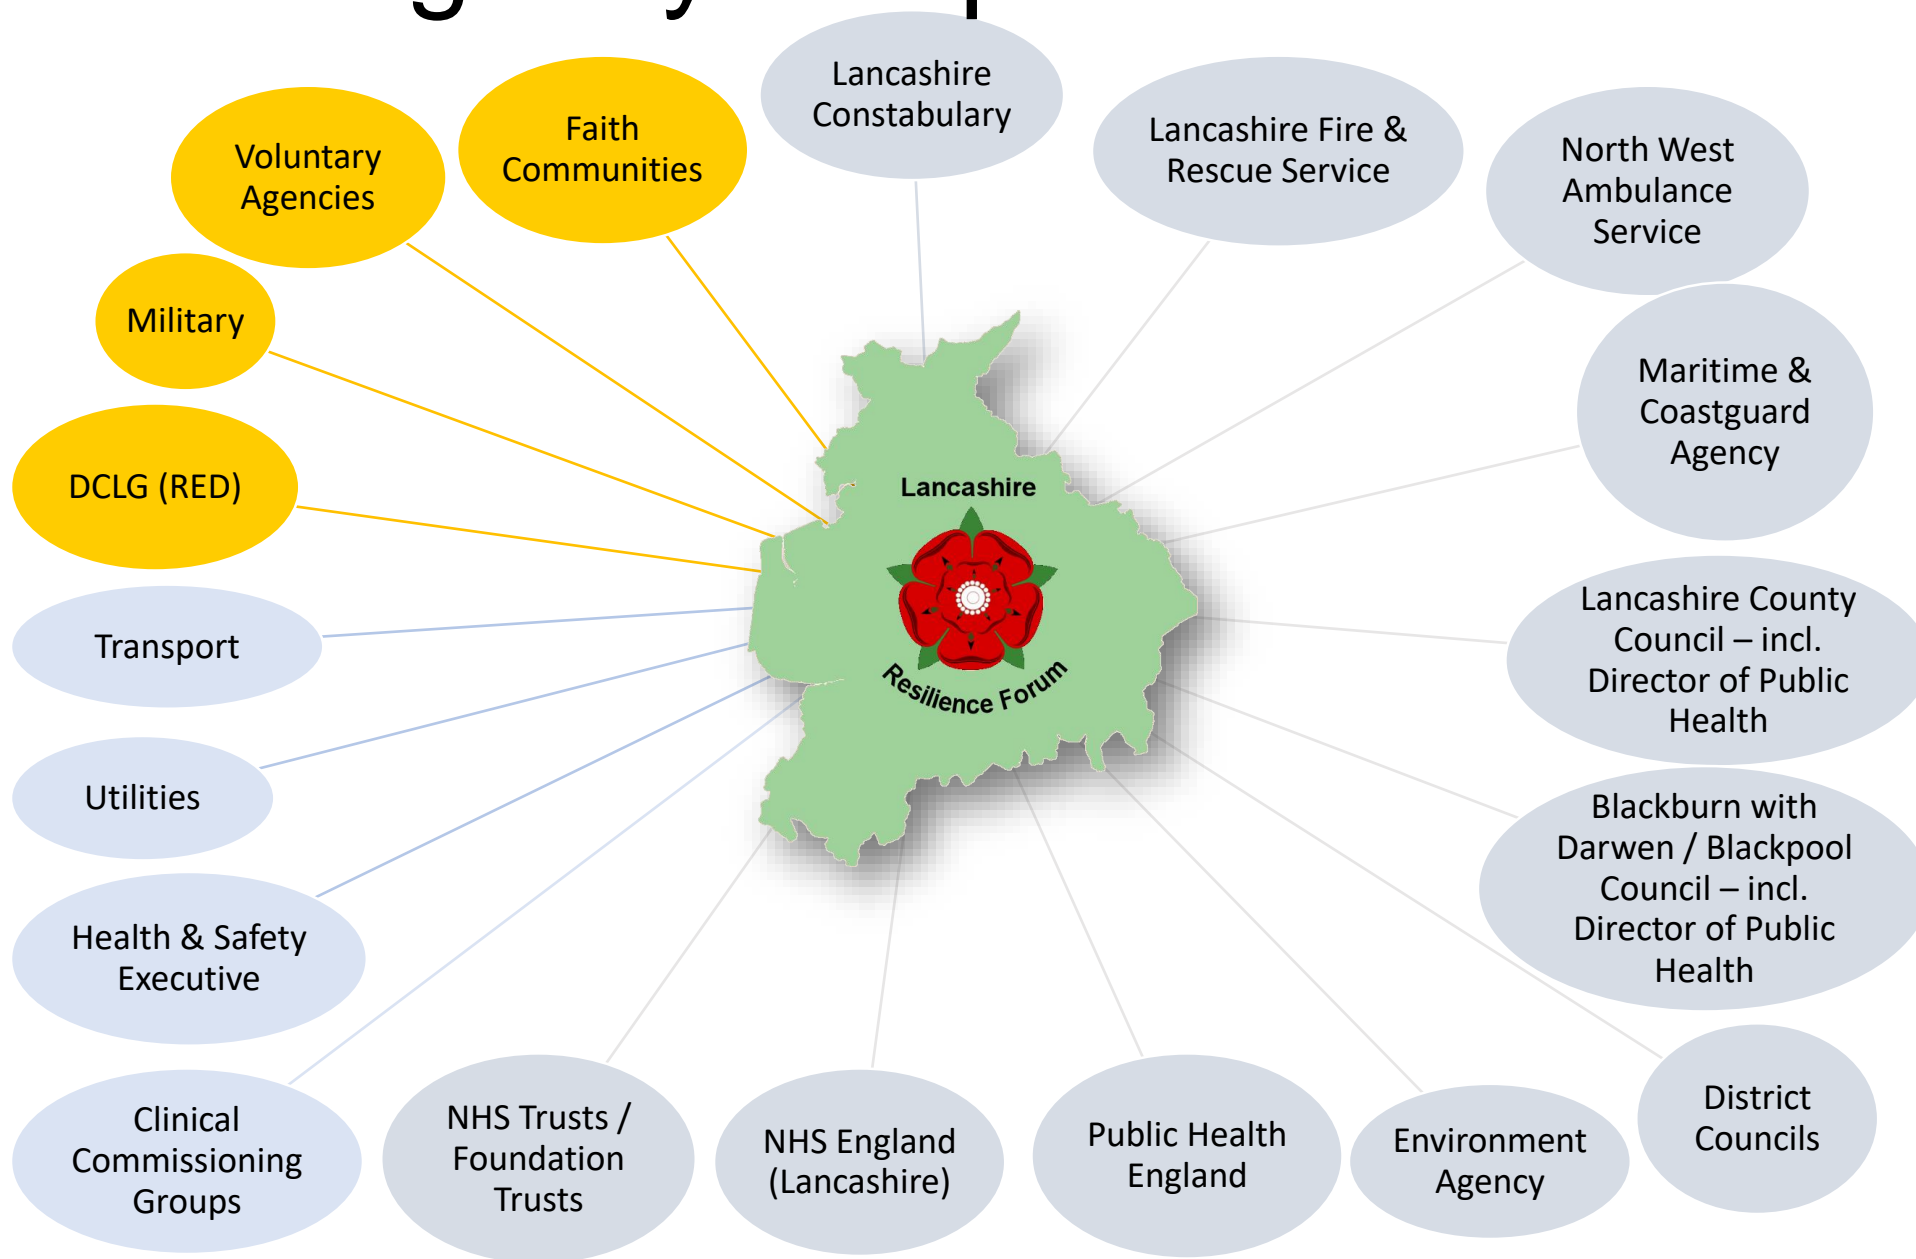 Lancashire
Constabulary
Lancashire Fire &
Rescue Service
North West
Ambulance
Service
Maritime &
Coastguard
Agency
Lancashire County
Council – incl.
Director of Public
Health
Blackburn with
Darwen / Blackpool
Council – incl.
Director of Public
Health
District
Councils
Environment
Agency
Public Health
England
NHS England
(Lancashire)
NHS Trusts /
Foundation
Trusts
Clinical
Commissioning
Groups
Health & Safety
Executive
Utilities
Transport
DCLG (RED)
Military
Voluntary
Agencies
Faith
Communities
Lancashire
Resilience Forum